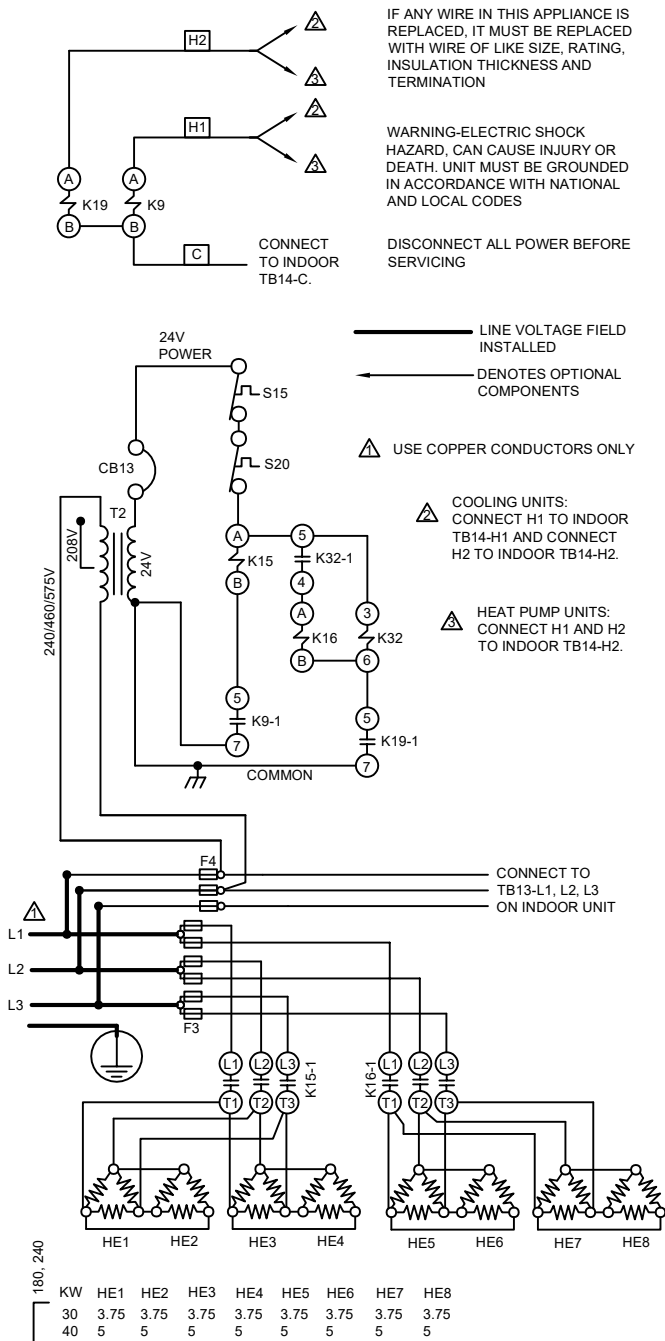 2
H2
3
2
H1
3
A
A
K19
K9
B
B
C
CONNECT
TO INDOOR
TB14-C.
IF ANY WIRE IN THIS APPLIANCE IS
REPLACED, IT MUST BE REPLACED
WITH WIRE OF LIKE SIZE, RATING,
INSULATION THICKNESS AND
TERMINATION
WARNING-ELECTRIC SHOCK
HAZARD, CAN CAUSE INJURY OR
DEATH. UNIT MUST BE GROUNDED
IN ACCORDANCE WITH NATIONAL
AND LOCAL CODES
DISCONNECT ALL POWER BEFORE
SERVICING
LINE VOLTAGE FIELD
INSTALLED
DENOTES OPTIONAL
COMPONENTS
1 USE COPPER CONDUCTORS ONLY
2 COOLING UNITS:
CONNECT H1 TO INDOOR
TB14-H1 AND CONNECT
H2 TO INDOOR TB14-H2.
3 HEAT PUMP UNITS:
CONNECT H1 AND H2
TO INDOOR TB14-H2.
24V
POWER
S15
S20
CB13
T2
208V
24V
240/460/575V
A
K15
B
5
K32-1
4
A
K16
B
3
K32
6
5
K9-1
7
5
K19-1
7
COMMON
F4
CONNECT TO
TB13-L1, L2, L3
ON INDOOR UNIT
1
L1
L2
L3
F3
L1 L2 L3
K15-1
T1 T2 T3
L1 L2 L3
K16-1
T1 T2 T3
HE1 HE2 HE3 HE4 HE5 HE6 HE7 HE8
180, 240
KW HE1 HE2 HE3 HE4 HE5 HE6 HE7 HE8
30 3.75 3.75 3.75 3.75 3.75 3.75 3.75 3.75
40 5 5 5 5 5 5 5 5